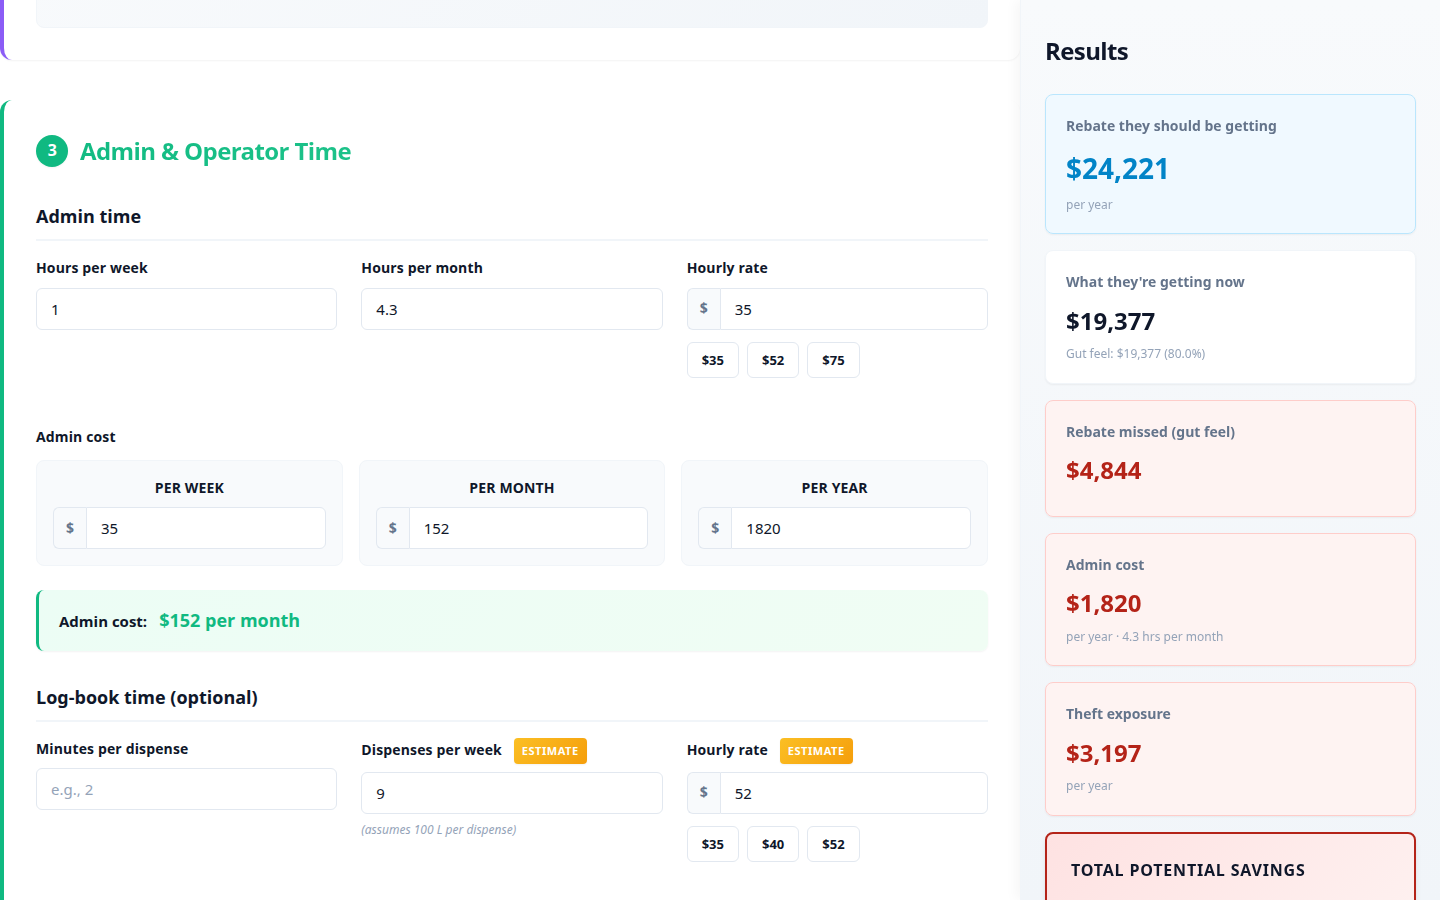 3 Admin & Operator Time
Admin time
Hours per week
1
Hours per month
4.3
Hourly rate
$ 35
$35 $52 $75
Admin cost
PER WEEK
$ 35
PER MONTH
$ 152
PER YEAR
$ 1820
Admin cost: $152 per month
Log-book time (optional)
Minutes per dispense
e.g., 2
Dispenses per week ESTIMATE
9
(assumes 100 L per dispense)
Hourly rate ESTIMATE
$ 52
$35 $40 $52
Results
Rebate they should be getting
$24,221
per year
What they're getting now
$19,377
Gut feel: $19,377 (80.0%)
Rebate missed (gut feel)
$4,844
Admin cost
$1,820
per year · 4.3 hrs per month
Theft exposure
$3,197
per year
TOTAL POTENTIAL SAVINGS